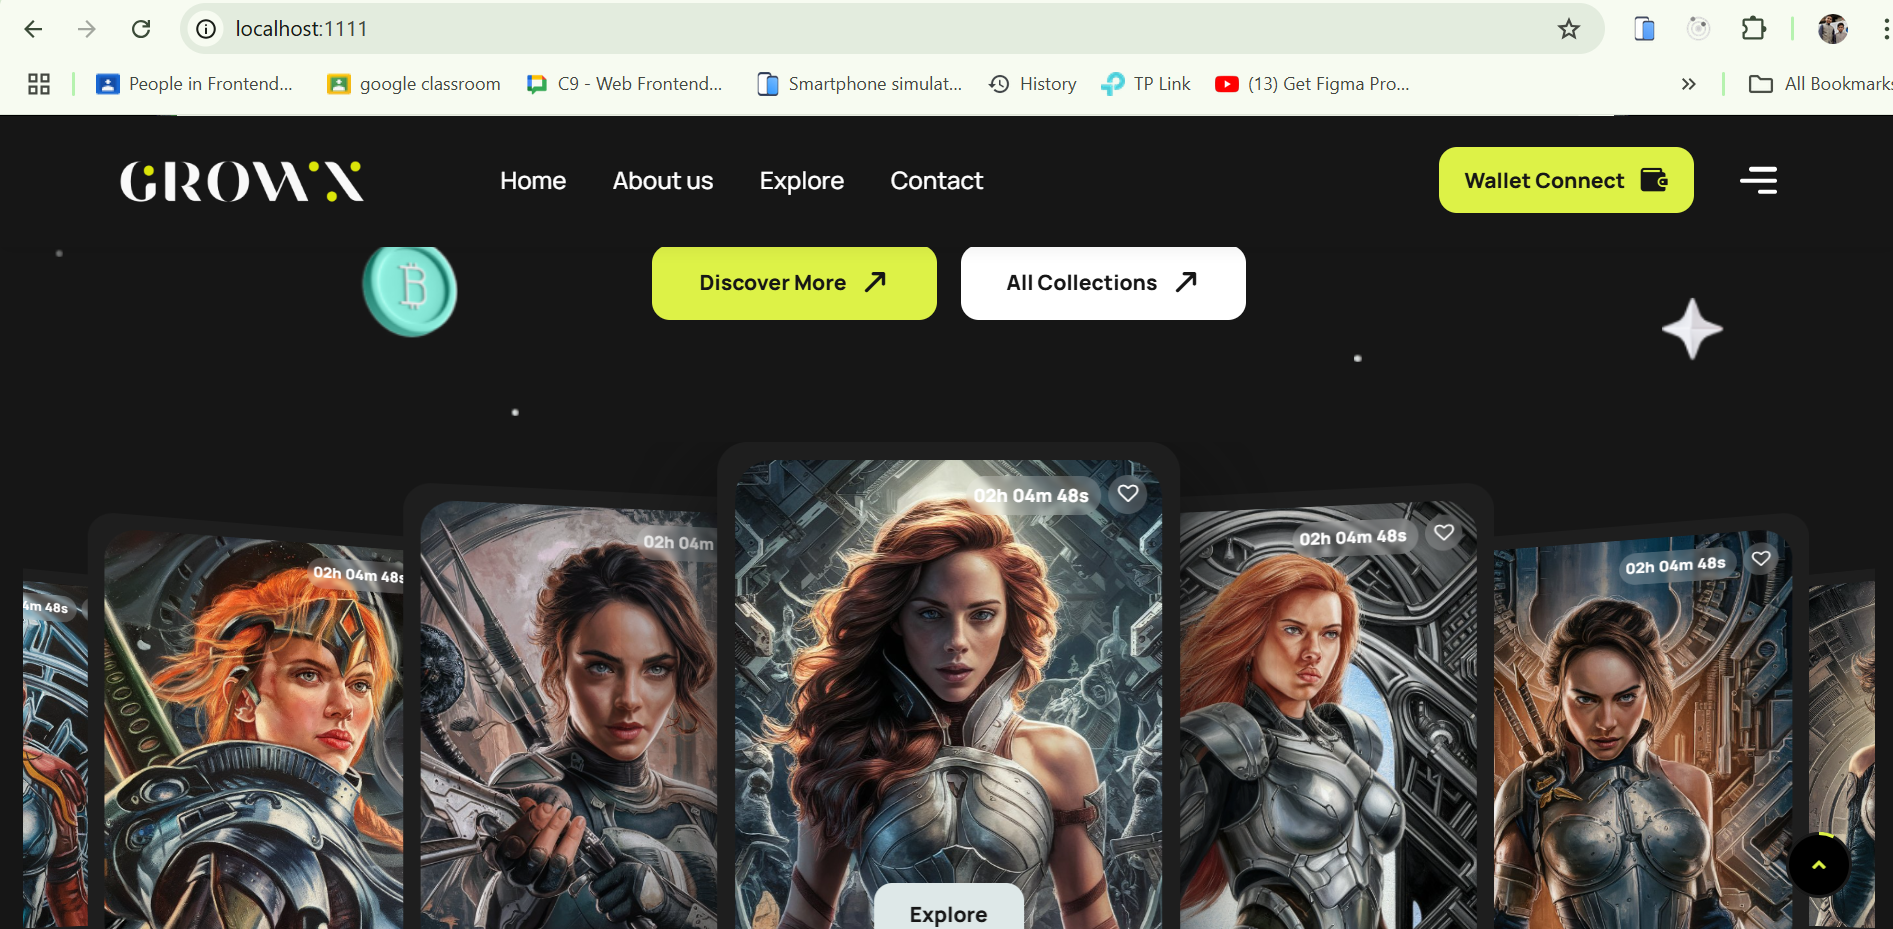 localhost:1111
People in Frontend... google classroom C9 - Web Frontend... Smartphone simulat... History TP Link (13) Get Figma Pro... » All Bookmarks
GROWX Home About us Explore Contact Wallet Connect
Discover More All Collections
02h 04m 48s
02h 04m
02h 04m 48s
02h 04m 48s
02h 04m 48s
4m 48s
Explore